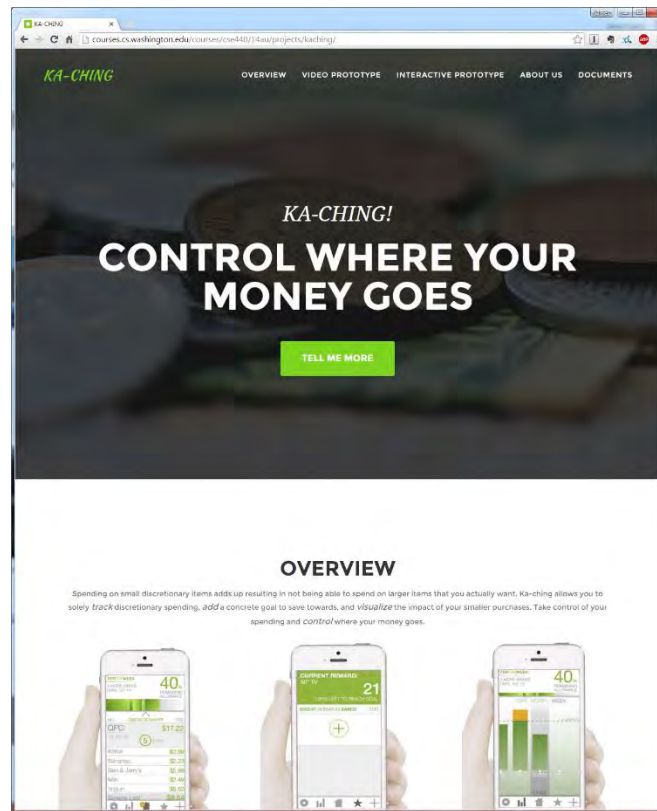 KA-CHING
courses.cs.washington.edu/courses/cse440/14au/projects/kaching/
KA-CHING
OVERVIEW VIDEO PROTOTYPE INTERACTIVE PROTOTYPE ABOUT US DOCUMENTS
KA-CHING!
CONTROL WHERE YOUR
MONEY GOES
TELL ME MORE
OVERVIEW
Spending on small discretionary items adds up resulting in not being able to spend on larger items that you actually want. Ka-ching allows you to
solely track discretionary spending, add a concrete goal to save towards, and visualize the impact of your smaller purchases. Take control of your
spending and control where your money goes.
40
QFC $17.22
5
CURRENT REWARD:
40" TV
21
40
WEEK